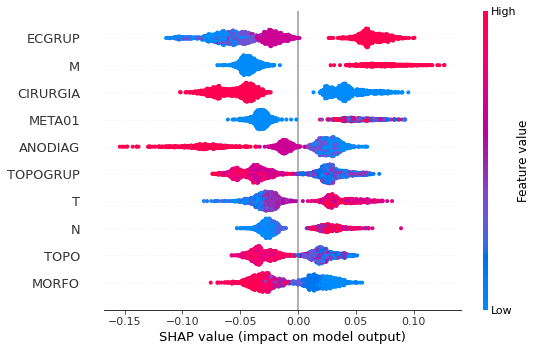 High
ECGRUP
M
CIRURGIA
META01
ANODIAG
TOPOGRUP
T
N
TOPO
MORFO
Feature value
Low
−0.15 −0.10 −0.05 0.00 0.05 0.10
SHAP value (impact on model output)